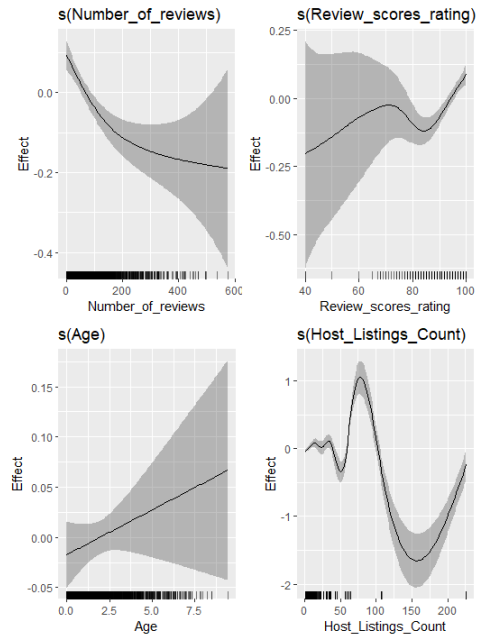 s(Number_of_reviews)
0.0
-0.2
-0.4
Effect
0
200
400
600
Number_of_reviews
s(Review_scores_rating)
0.25
0.00
-0.25
-0.50
Effect
40
60
80
100
Review_scores_rating
s(Age)
0.15
0.10
0.05
0.00
-0.05
Effect
0.0
2.5
5.0
7.5
Age
s(Host_Listings_Count)
1
0
-1
-2
Effect
0
50
100
150
200
Host_Listings_Count